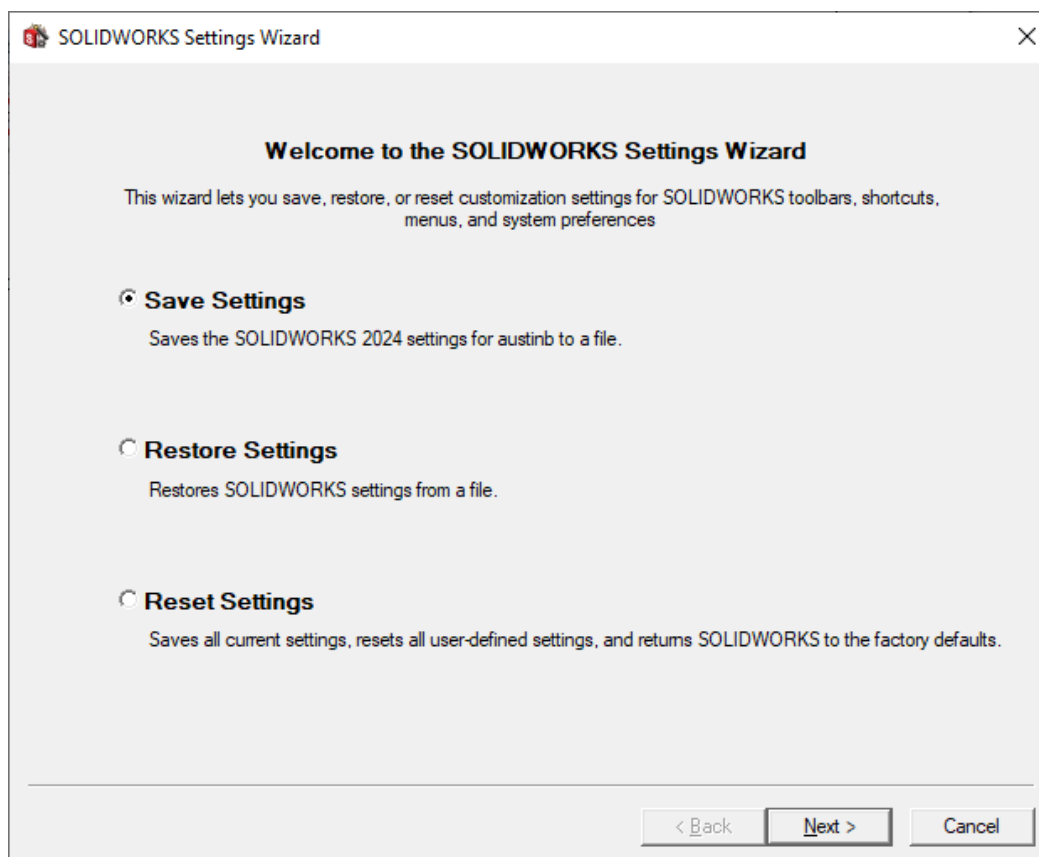 SOLIDWORKS Settings Wizard
Welcome to the SOLIDWORKS Settings Wizard
This wizard lets you save, restore, or reset customization settings for SOLIDWORKS toolbars, shortcuts,
menus, and system preferences
Save Settings
Saves the SOLIDWORKS 2024 settings for austinb to a file.
Restore Settings
Restores SOLIDWORKS settings from a file.
Reset Settings
Saves all current settings, resets all user-defined settings, and returns SOLIDWORKS to the factory defaults.
< Back Next > Cancel